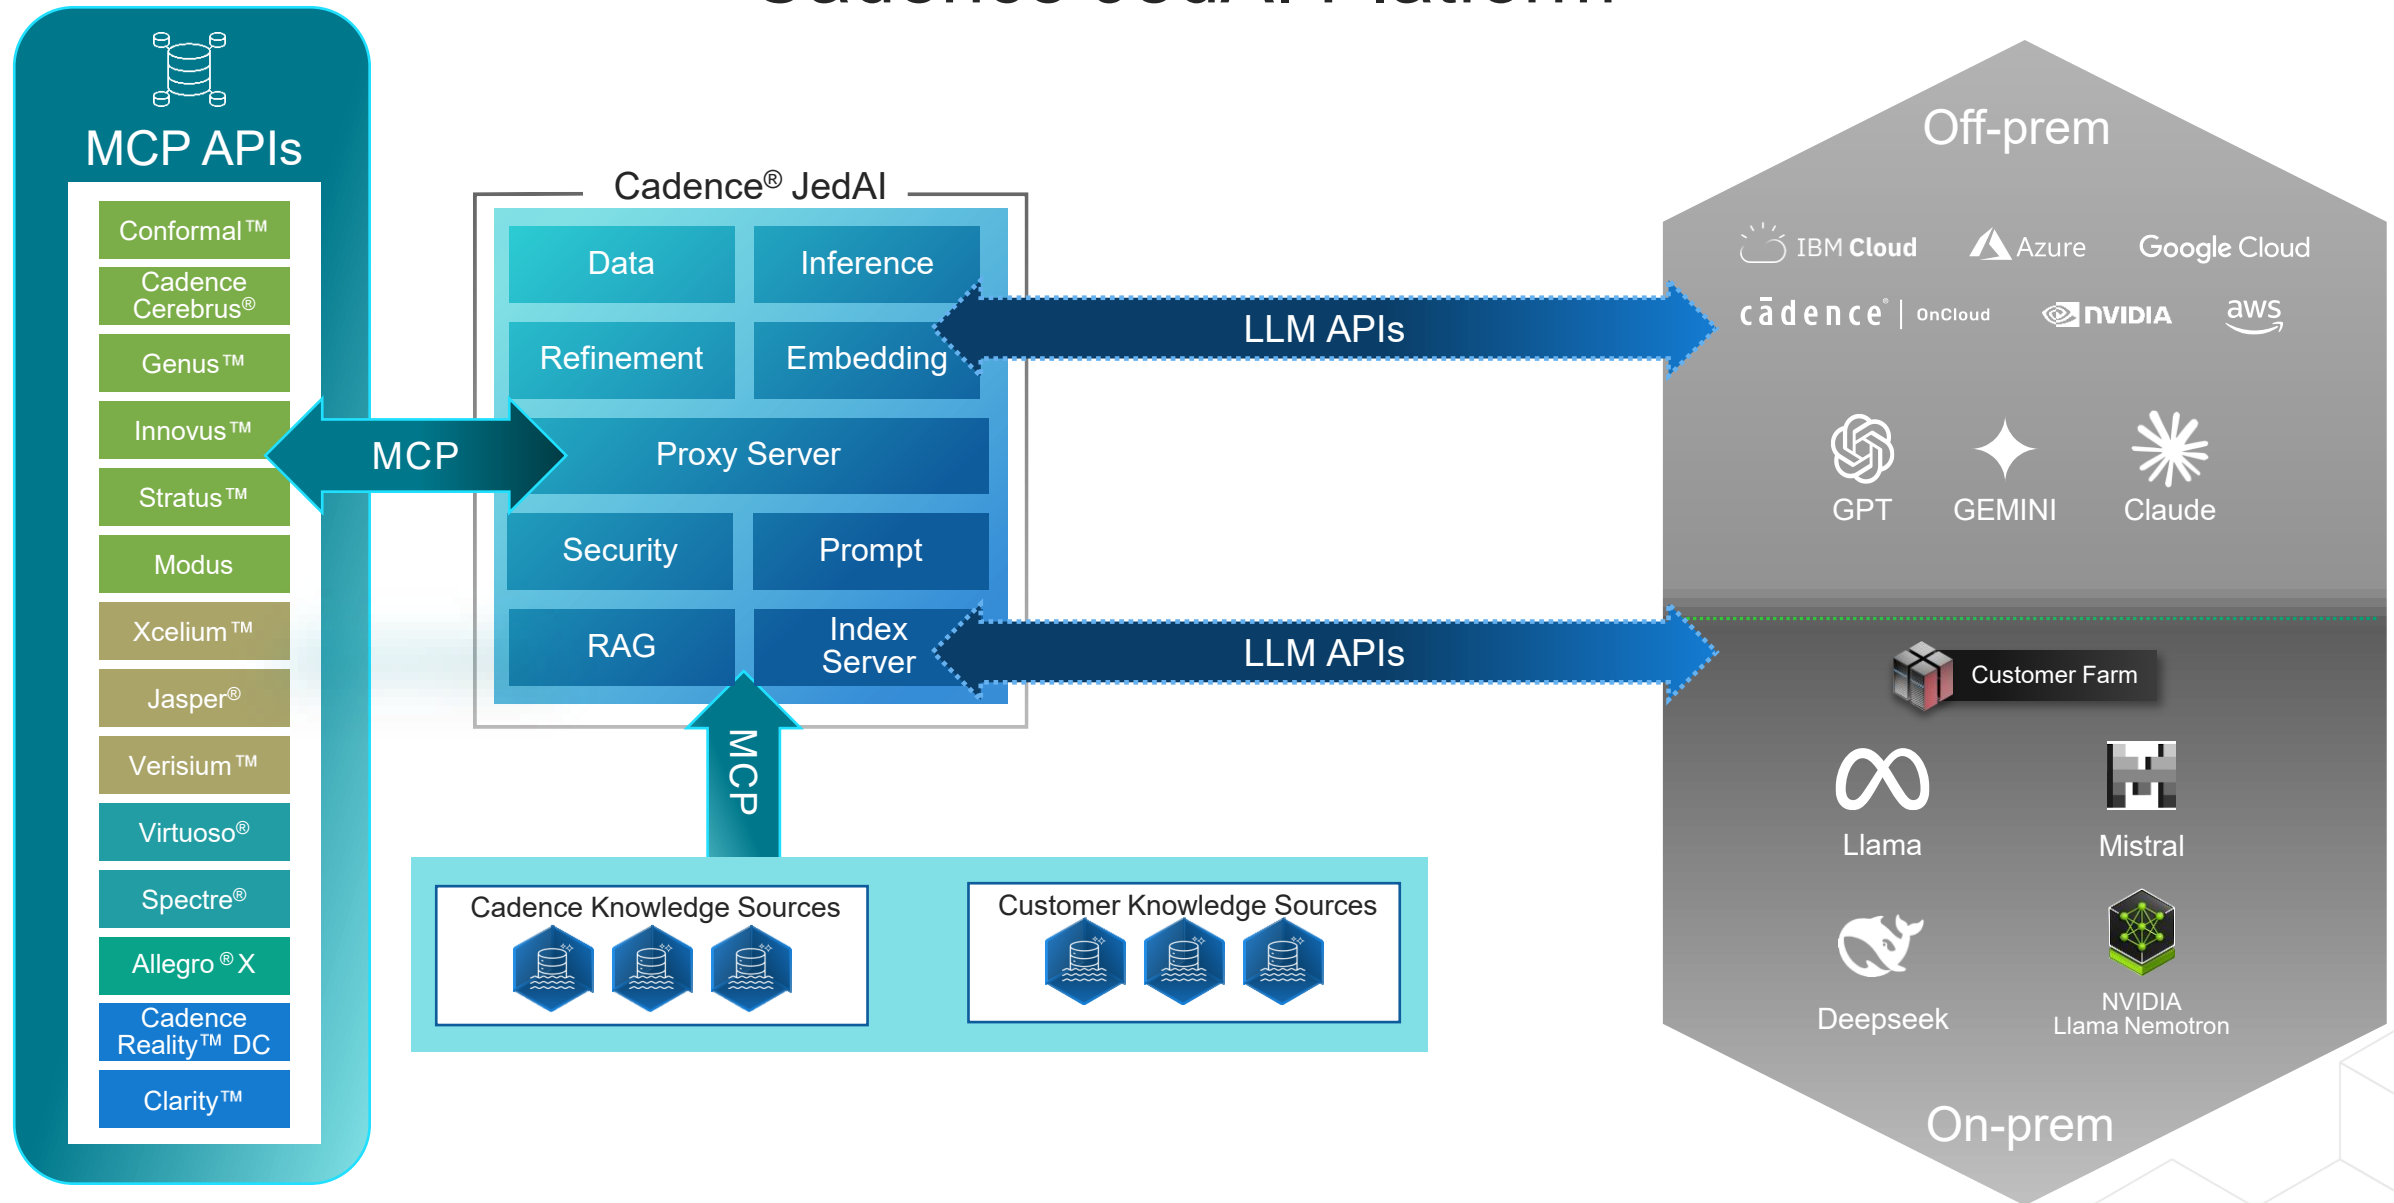 Cadence JedAI Platform
MCP APIs
Conformal™
Cadence
Cerebrus®
Genus™
Innovus™
Stratus™
Modus
Xcelium™
Jasper®
Verisium™
Virtuoso®
Spectre®
Allegro® X
Cadence
Reality™ DC
Clarity™
MCP
Cadence® JedAI
Data
Inference
Refinement
Embedding
Proxy Server
Security
Prompt
RAG
Index
Server
MCP
LLM APIs
LLM APIs
Cadence Knowledge Sources
Customer Knowledge Sources
Off-prem
IBM Cloud
Azure
Google Cloud
cādence® | OnCloud
NVIDIA
aws
GPT
GEMINI
Claude
Customer Farm
Llama
Mistral
Deepseek
NVIDIA
Llama Nemotron
On-prem